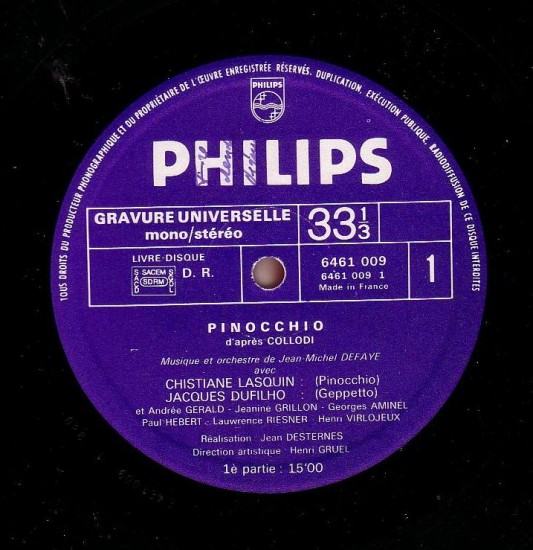 TOUS DROITS DU PRODUCTEUR PHONOGRAPHIQUE ET DU PROPRIÉTAIRE DE L'ŒUVRE ENREGISTRÉE RÉSERVÉS. DUPLICATION, EXÉCUTION PUBLIQUE, RADIODIFFUSION DE CE DISQUE INTERDITES
PHILIPS
PHILIPS
GRAVURE UNIVERSELLE
mono/stéréo
33 1/3
LIVRE-DISQUE
SACEM
SDRM
SACD
SGDL
D. R.
6461 009
6461 009 1
Made in France
1
PINOCCHIO
d'après COLLODI
Musique et orchestre de Jean-Michel DEFAYE
avec
CHISTIANE LASQUIN : (Pinocchio)
JACQUES DUFILHO : (Geppetto)
et Andrée GERALD - Jeanine GRILLON - Georges AMINEL
Paul HEBERT - Lauwrence RIESNER - Henri VIRLOJEUX
Réalisation : Jean DESTERNES
Direction artistique : Henri GRUEL
1è partie : 15'00